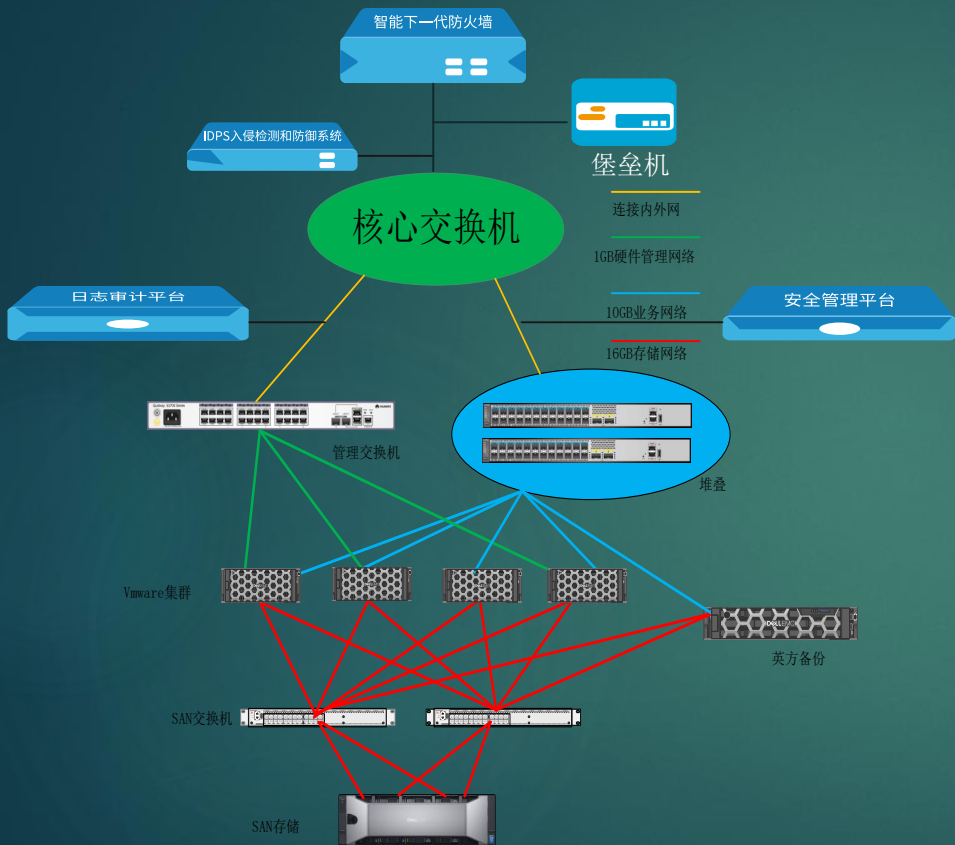 智能下一代防火墙
IDPS入侵检测和防御系统
堡垒机
核心交换机
连接内外网
1GB硬件管理网络
日志审计平台
安全管理平台
10GB业务网络
16GB存储网络
管理交换机
堆叠
Vmware集群
DELLEMC
英方备份
SAN交换机
SAN存储